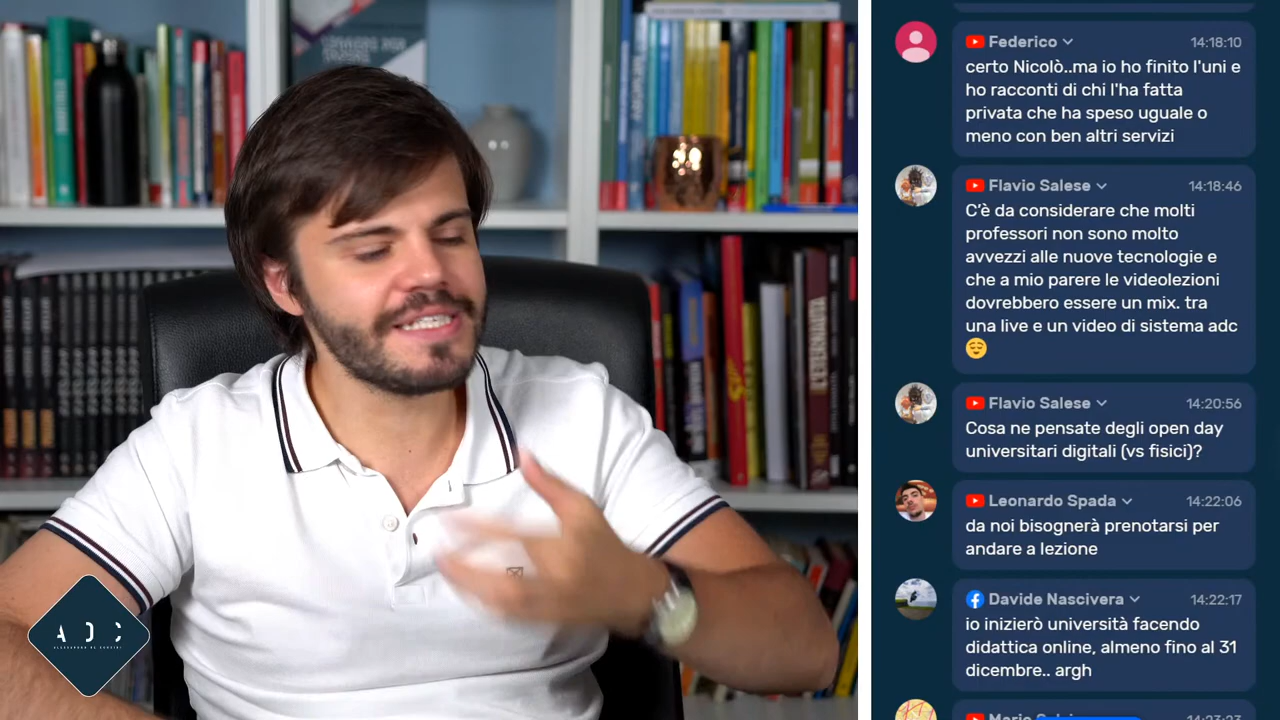 L'ETERNAUTA
ADC
Federico
14:18:10
certo Nicolò..ma io ho finito l'uni e
ho racconti di chi l'ha fatta
privata che ha speso uguale o
meno con ben altri servizi
Flavio Salese
14:18:46
C'è da considerare che molti
professori non sono molto
avvezzi alle nuove tecnologie e
che a mio parere le videolezioni
dovrebbero essere un mix. tra
una live e un video di sistema adc
😌
Flavio Salese
14:20:56
Cosa ne pensate degli open day
universitari digitali (vs fisici)?
Leonardo Spada
14:22:06
da noi bisognerà prenotarsi per
andare a lezione
Davide Nascivera
14:22:17
io inizierò università facendo
didattica online, almeno fino al 31
dicembre.. argh